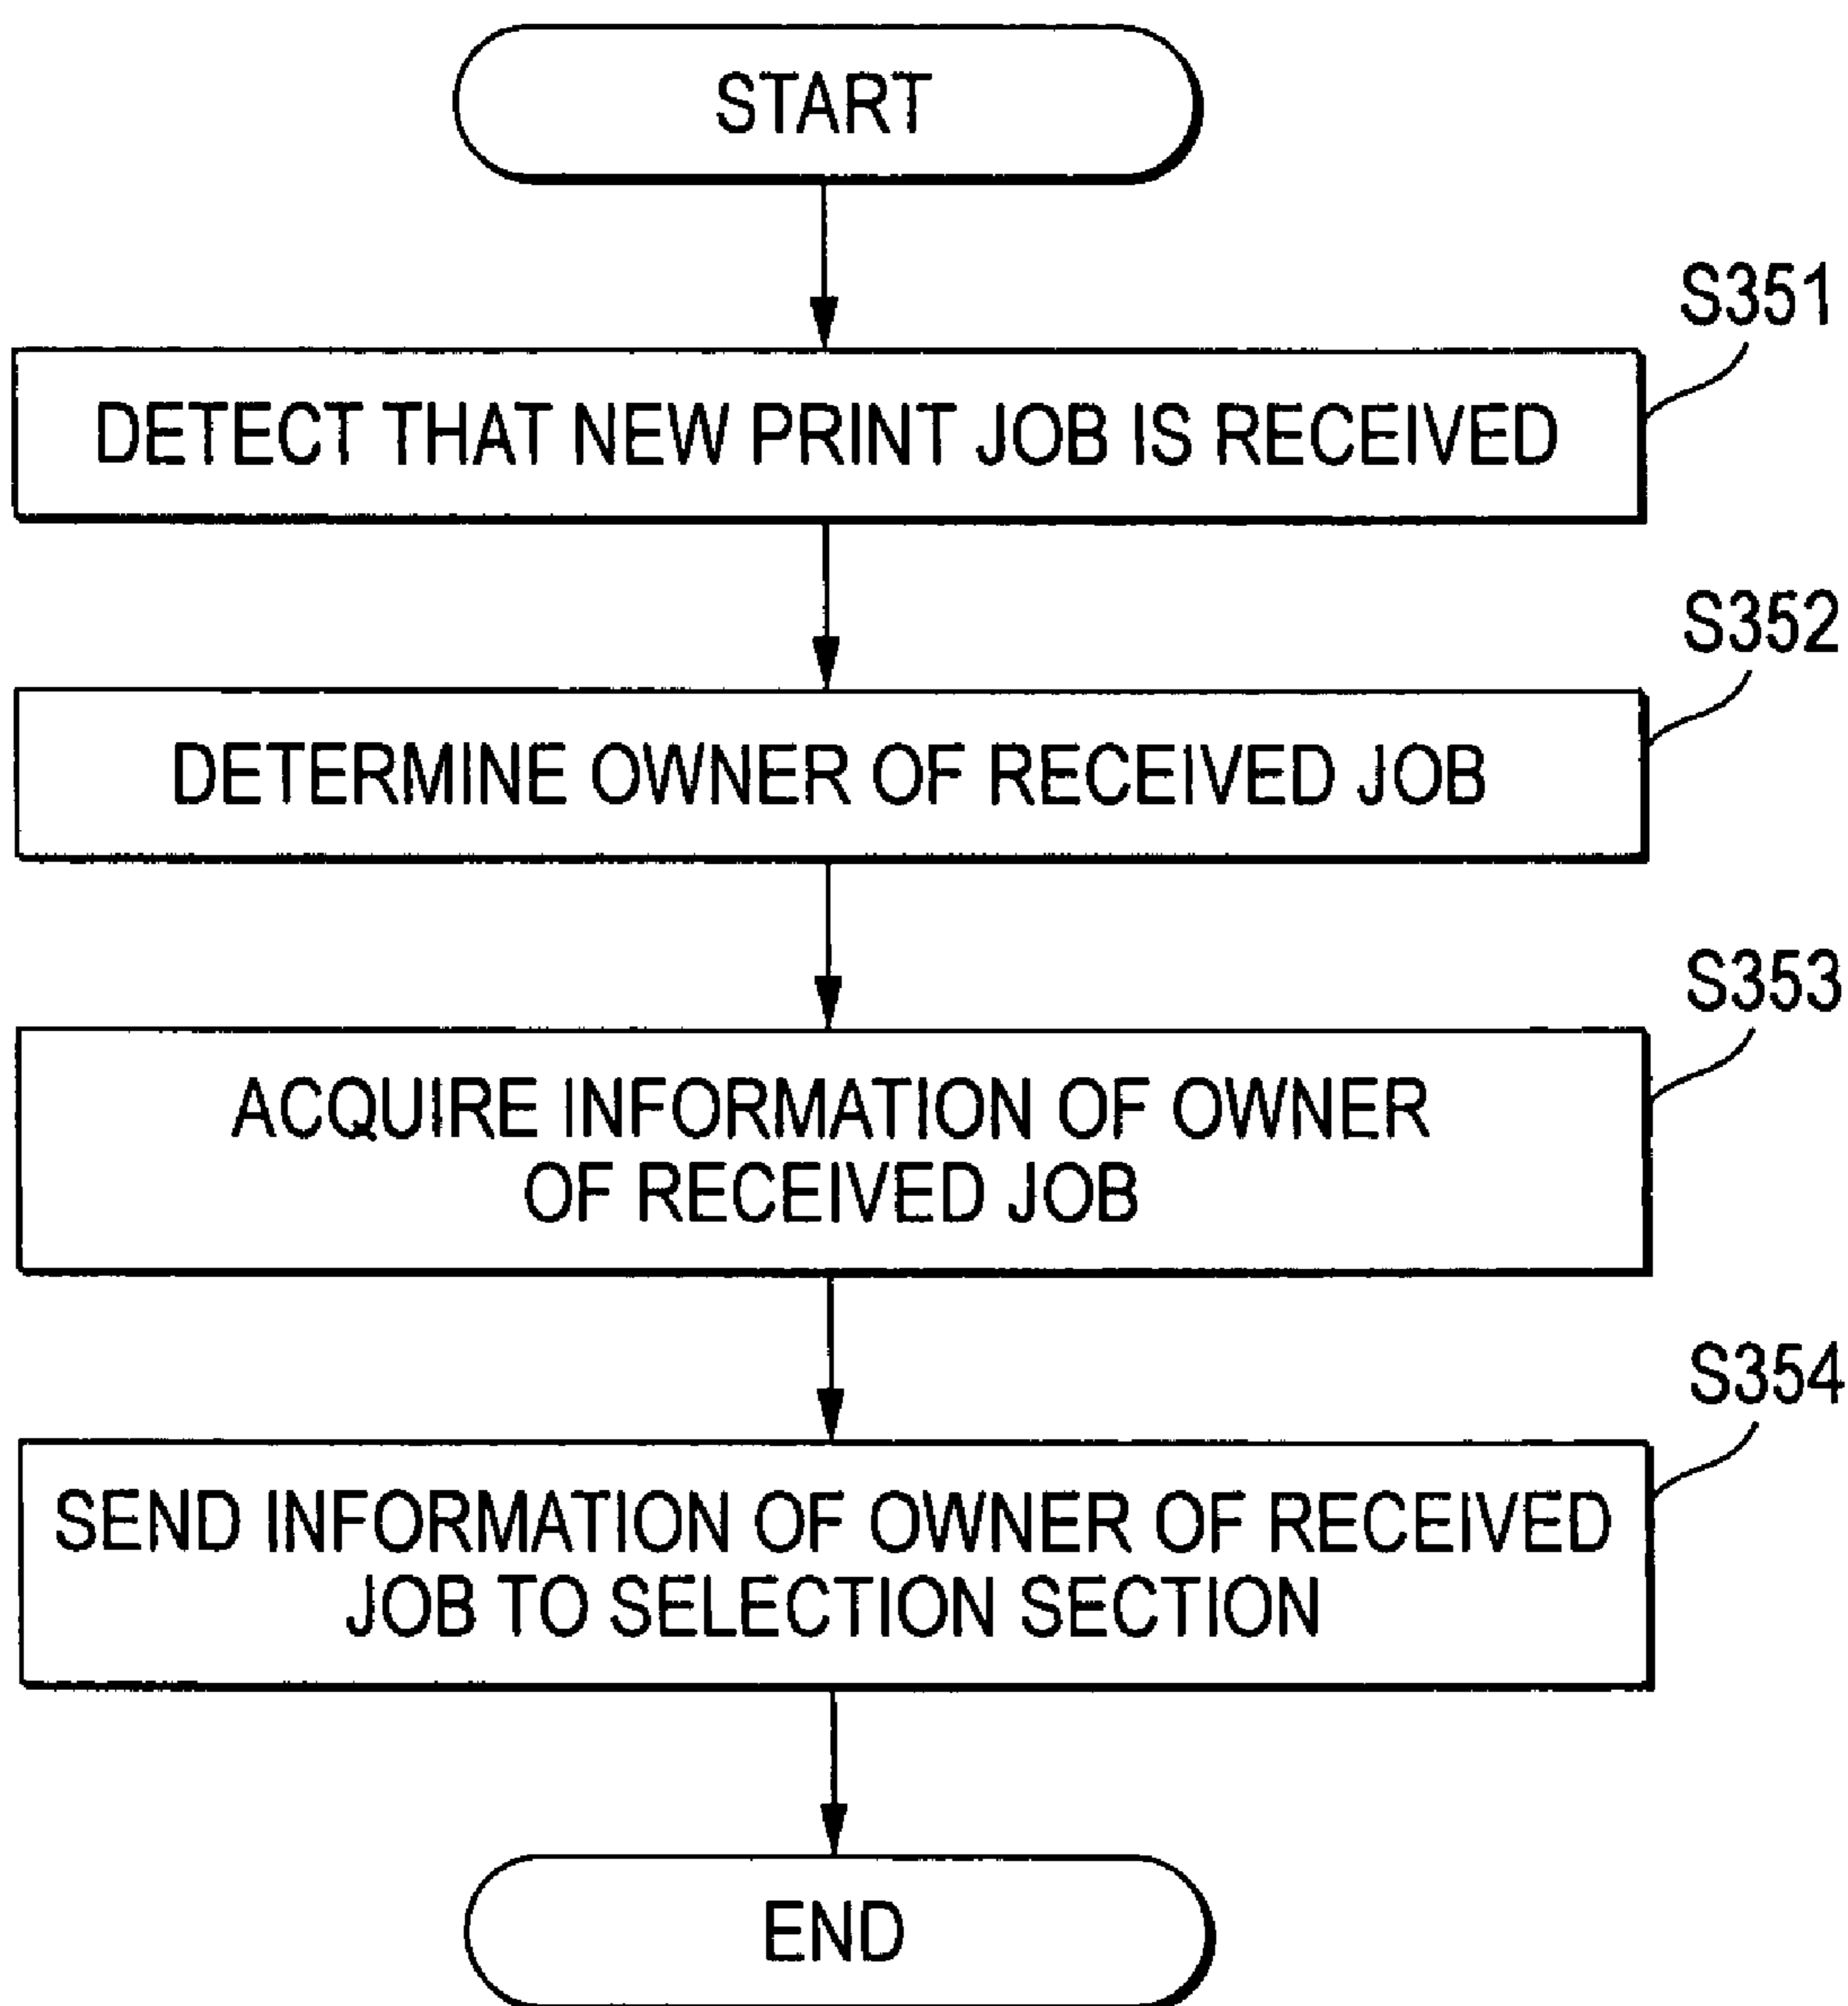 START
S351
DETECT THAT NEW PRINT JOB IS RECEIVED
S352
DETERMINE OWNER OF RECEIVED JOB
S353
ACQUIRE INFORMATION OF OWNER
OF RECEIVED JOB
S354
SEND INFORMATION OF OWNER OF RECEIVED
JOB TO SELECTION SECTION
END